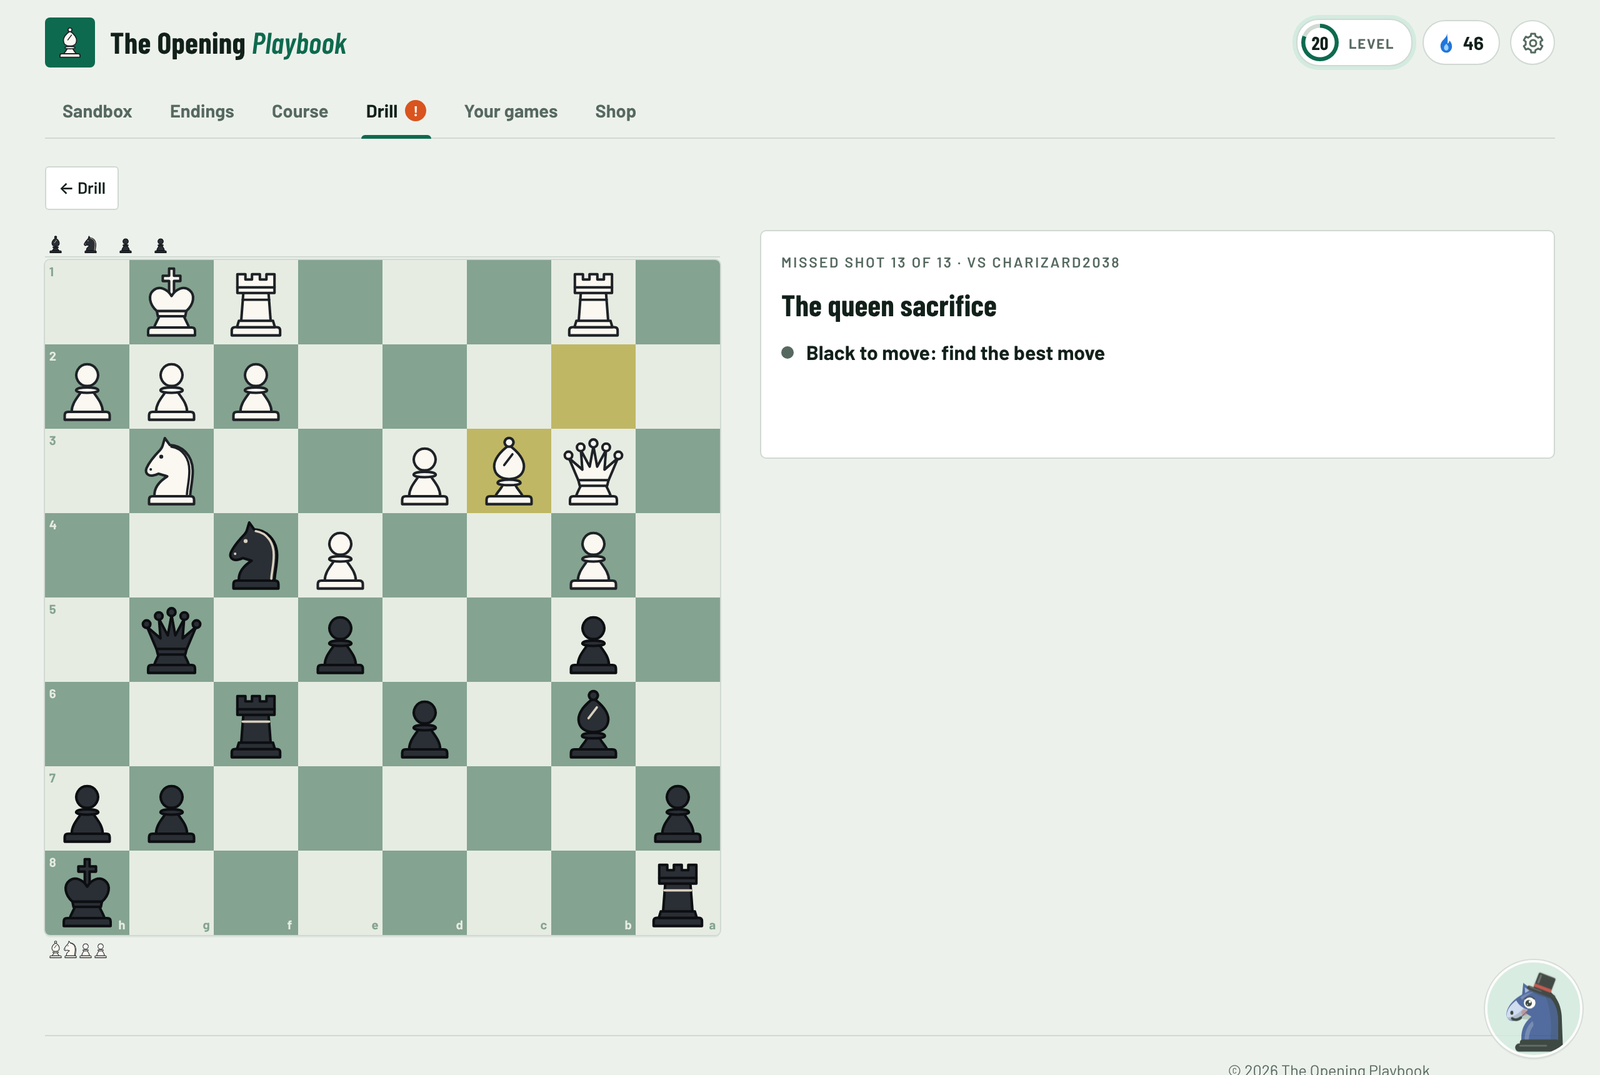 The Opening Playbook
20 LEVEL
46
Sandbox Endings Course Drill ! Your games Shop
← Drill
MISSED SHOT 13 OF 13 · VS CHARIZARD2038
The queen sacrifice
Black to move: find the best move
1
2
3
4
5
6
7
8
h g f e d c b a
© 2026 The Opening Playbook